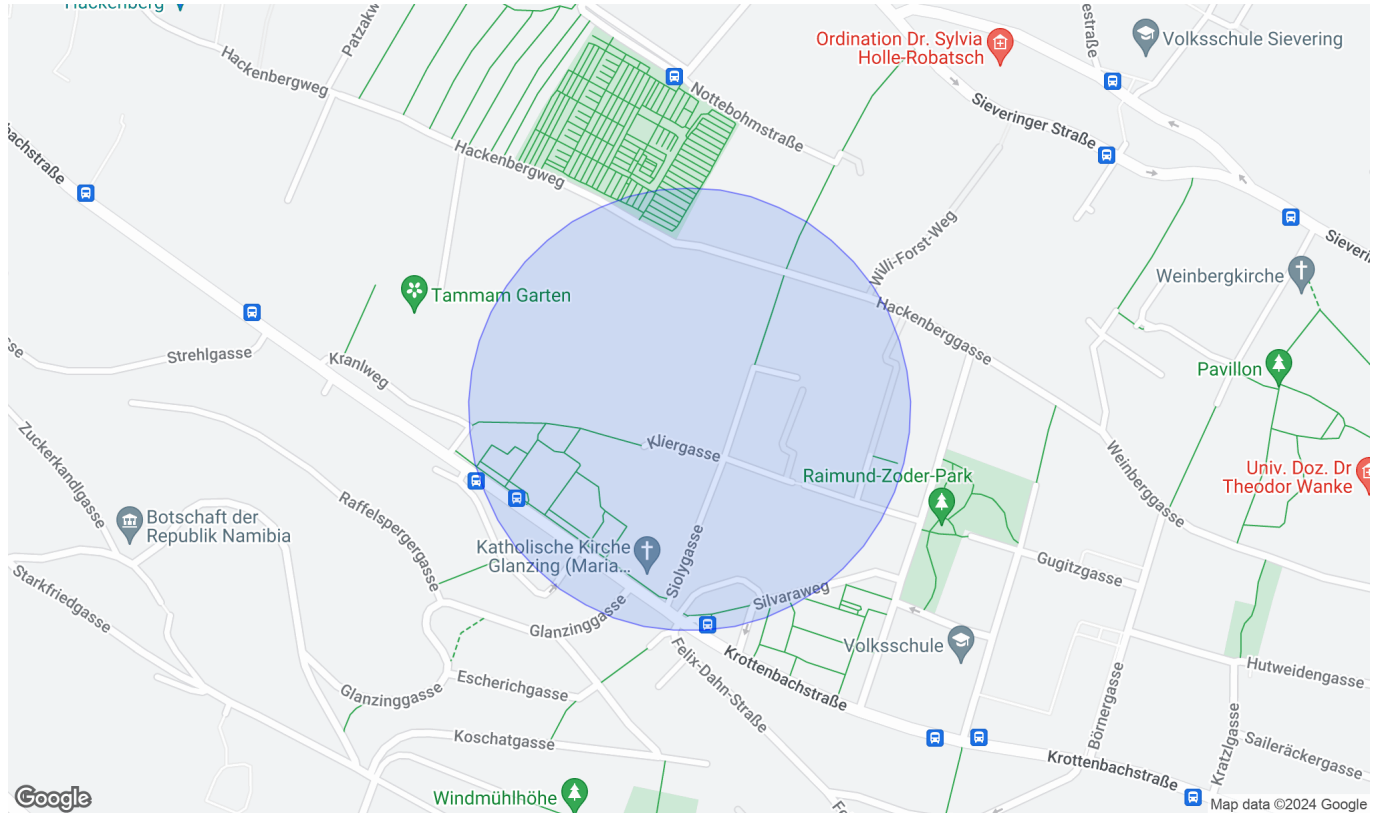 Hackenberg
Patzakw
Hackenbergweg
Ordination Dr. Sylvia
Holle-Robatsch
Volksschule Sievering
Nottebohmstraße
Sieveringer Straße
Hackenbergweg
Willi-Forst-Weg
Weinbergkirche
Tammam Garten
Hackenberggasse
Strehlgasse
Kranlweg
Pavillon
Zuckerkandlgasse
Kliergasse
Raimund-Zoder-Park
Weinberggasse
Univ. Doz. Dr
Theodor Wanke
Raffelspergergasse
Botschaft der
Republik Namibia
Katholische Kirche
Glanzing (Maria...
Siolygasse
Gugitzgasse
Starkfriedgasse
Silvaraweg
Glanzinggasse
Volksschule
Hutweidengasse
Felix-Dahn-Straße
Krottenbachstraße
Glanzinggasse
Escherichgasse
Börnergasse
Koschatgasse
Kratzlgasse
Saileräckergasse
Krottenbachstraße
Windmühlhöhe
Google
Map data ©2024 Google